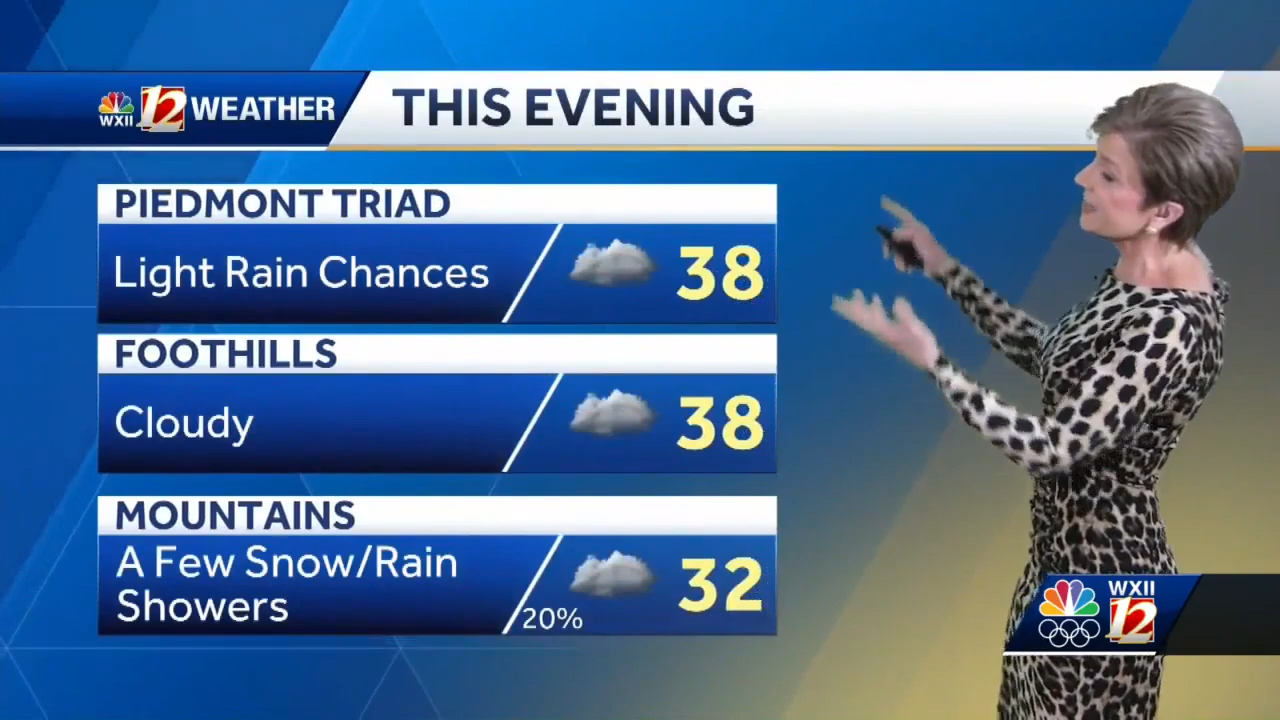 WXII 12 WEATHER
THIS EVENING
PIEDMONT TRIAD
Light Rain Chances
38
FOOTHILLS
Cloudy
38
MOUNTAINS
A Few Snow/Rain
Showers
20%
32
WXII
12